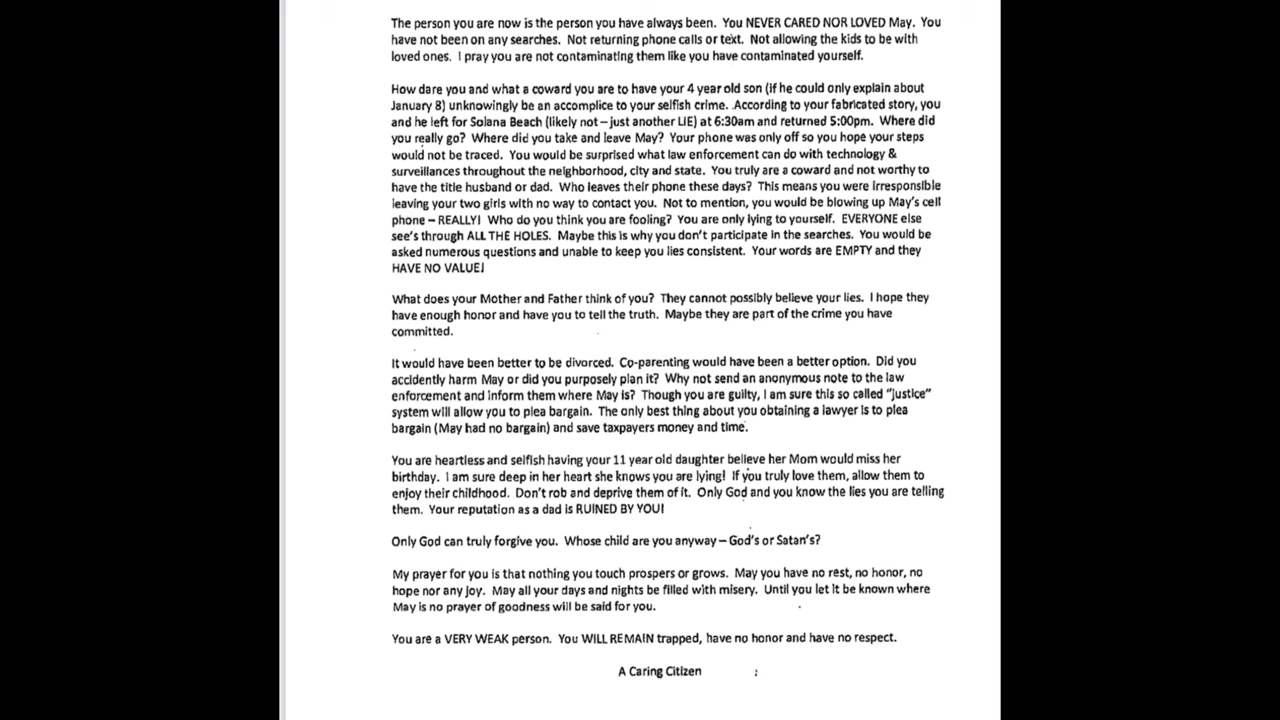 The person you are now is the person you have always been. You NEVER CARED NOR LOVED May. You
have not been on any searches. Not returning phone calls or text. Not allowing the kids to be with
loved ones. I pray you are not contaminating them like you have contaminated yourself.
How dare you and what a coward you are to have your 4 year old son (if he could only explain about
January 8) unknowingly be an accomplice to your selfish crime. According to your fabricated story, you
and he left for Solana Beach (likely not – just another LIE) at 6:30am and returned 5:00pm. Where did
you really go? Where did you take and leave May? Your phone was only off so you hope your steps
would not be traced. You would be surprised what law enforcement can do with technology &
surveillances throughout the neighborhood, city and state. You truly are a coward and not worthy to
have the title husband or dad. Who leaves their phone these days? This means you were irresponsible
leaving your two girls with no way to contact you. Not to mention, you would be blowing up May's cell
phone – REALLY! Who do you think you are fooling? You are only lying to yourself. EVERYONE else
see's through ALL THE HOLES. Maybe this is why you don't participate in the searches. You would be
asked numerous questions and unable to keep you lies consistent. Your words are EMPTY and they
HAVE NO VALUE!
What does your Mother and Father think of you? They cannot possibly believe your lies. I hope they
have enough honor and have you to tell the truth. Maybe they are part of the crime you have
committed.
It would have been better to be divorced. Co-parenting would have been a better option. Did you
accidently harm May or did you purposely plan it? Why not send an anonymous note to the law
enforcement and inform them where May is? Though you are guilty, I am sure this so called "justice"
system will allow you to plea bargain. The only best thing about you obtaining a lawyer is to plea
bargain (May had no bargain) and save taxpayers money and time.
You are heartless and selfish having your 11 year old daughter believe her Mom would miss her
birthday. I am sure deep in her heart she knows you are lying! If you truly love them, allow them to
enjoy their childhood. Don't rob and deprive them of it. Only God and you know the lies you are telling
them. Your reputation as a dad is RUINED BY YOU!
Only God can truly forgive you. Whose child are you anyway – God's or Satan's?
My prayer for you is that nothing you touch prospers or grows. May you have no rest, no honor, no
hope nor any joy. May all your days and nights be filled with misery. Until you let it be known where
May is no prayer of goodness will be said for you.
You are a VERY WEAK person. You WILL REMAIN trapped, have no honor and have no respect.
A Caring Citizen